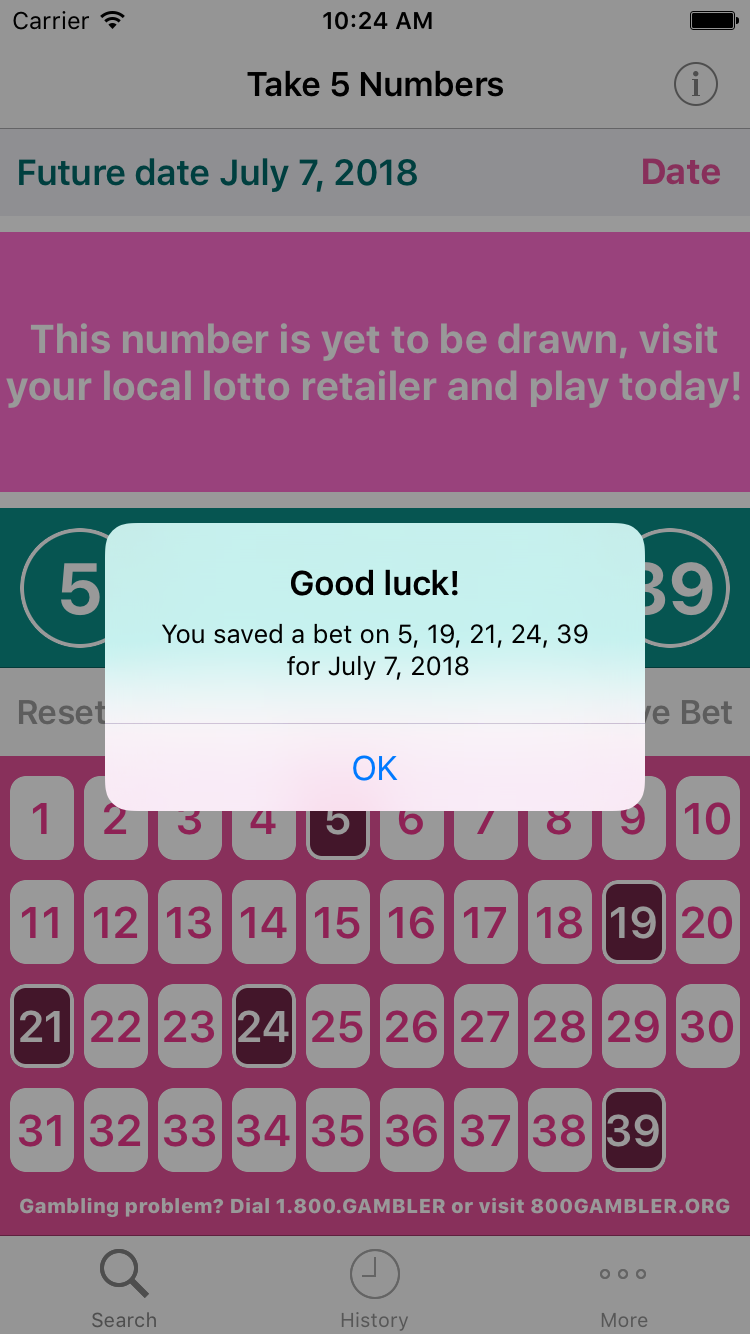 Carrier 10:24 AM
Take 5 Numbers
Future date July 7, 2018 Date
This number is yet to be drawn, visit
your local lotto retailer and play today!
5 39
Good luck!
You saved a bet on 5, 19, 21, 24, 39
for July 7, 2018
Reset Bet
OK
1 2 3 4 5 6 7 8 9 10
11 12 13 14 15 16 17 18 19 20
21 22 23 24 25 26 27 28 29 30
31 32 33 34 35 36 37 38 39
Gambling problem? Dial 1.800.GAMBLER or visit 800GAMBLER.ORG
Search History More